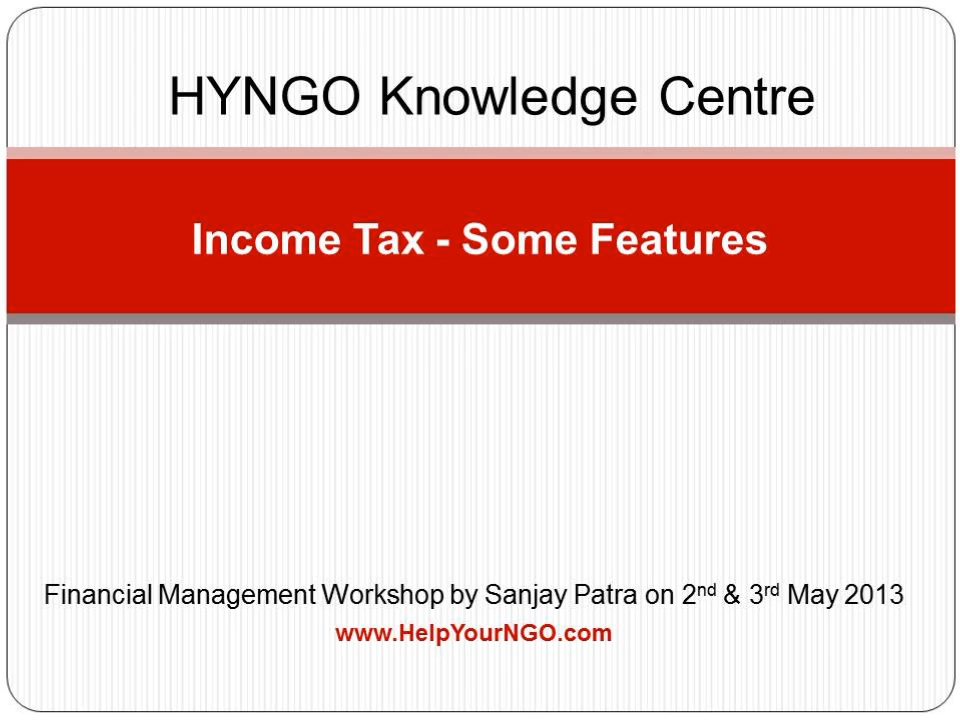 HYNGO Knowledge Centre
Income Tax - Some Features
Financial Management Workshop by Sanjay Patra on 2nd & 3rd May 2013
www.HelpYourNGO.com